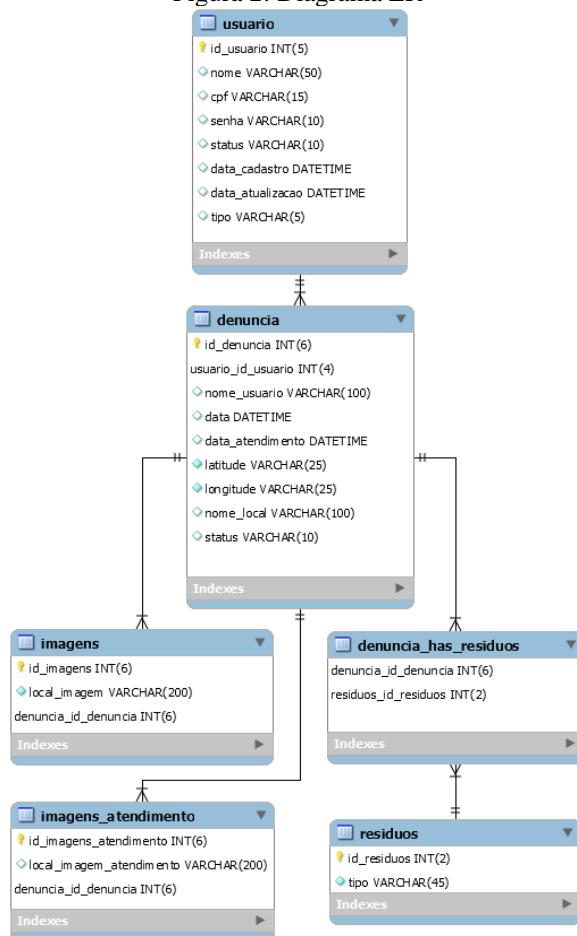 Figura 2: Diagrama ER
usuario
id_usuario INT(5)
nome VARCHAR(50)
cpf VARCHAR(15)
senha VARCHAR(10)
status VARCHAR(10)
data_cadastro DATETIME
data_atualizacao DATETIME
tipo VARCHAR(5)
Indexes
denuncia
id_denuncia INT(6)
usuario_id_usuario INT(4)
nome_usuario VARCHAR(100)
data DATETIME
data_atendimento DATETIME
latitude VARCHAR(25)
longitude VARCHAR(25)
nome_local VARCHAR(100)
status VARCHAR(10)
Indexes
imagens
id_imagens INT(6)
local_imagem VARCHAR(200)
denuncia_id_denuncia INT(6)
Indexes
denuncia_has_residuos
denuncia_id_denuncia INT(6)
residuos_id_residuos INT(2)
Indexes
imagens_atendimento
id_imagens_atendimento INT(6)
local_imagem_atendimento VARCHAR(200)
denuncia_id_denuncia INT(6)
Indexes
residuos
id_residuos INT(2)
tipo VARCHAR(45)
Indexes